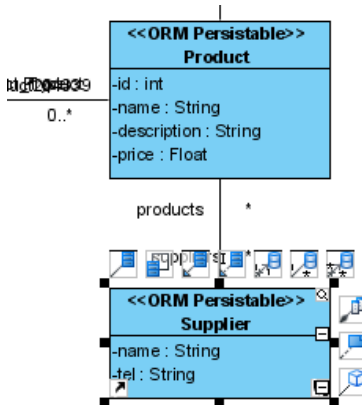 <<ORM Persistable>>
Product
-id : int
-name : String
-description : String
-price : Float
0..*
products *
suppliers *
<<ORM Persistable>>
Supplier
-name : String
-tel : String